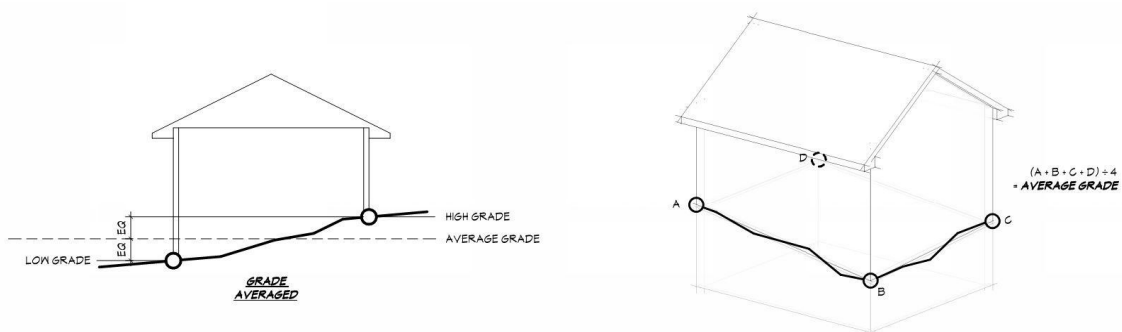 EQ
EQ
HIGH GRADE
AVERAGE GRADE
LOW GRADE
GRADE
AVERAGED
A
B
C
D
(A + B + C + D) ÷ 4
= AVERAGE GRADE